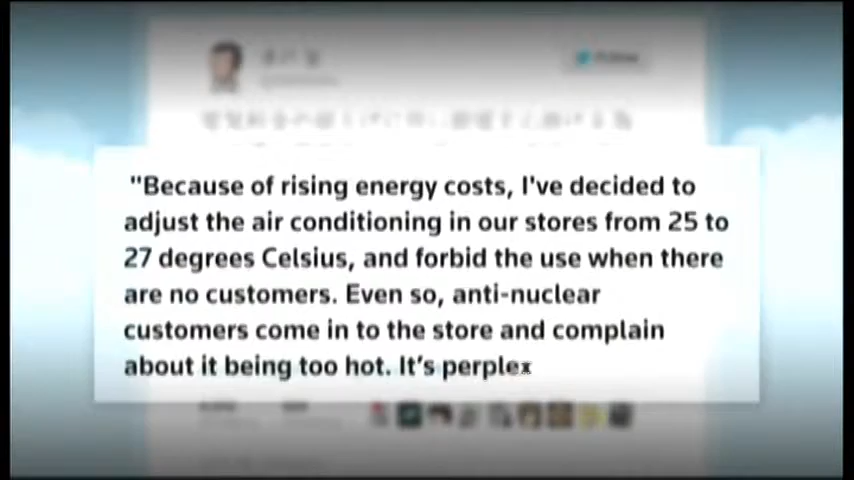 "Because of rising energy costs, I've decided to
adjust the air conditioning in our stores from 25 to
27 degrees Celsius, and forbid the use when there
are no customers. Even so, anti-nuclear
customers come in to the store and complain
about it being too hot. It's perplex
Follow